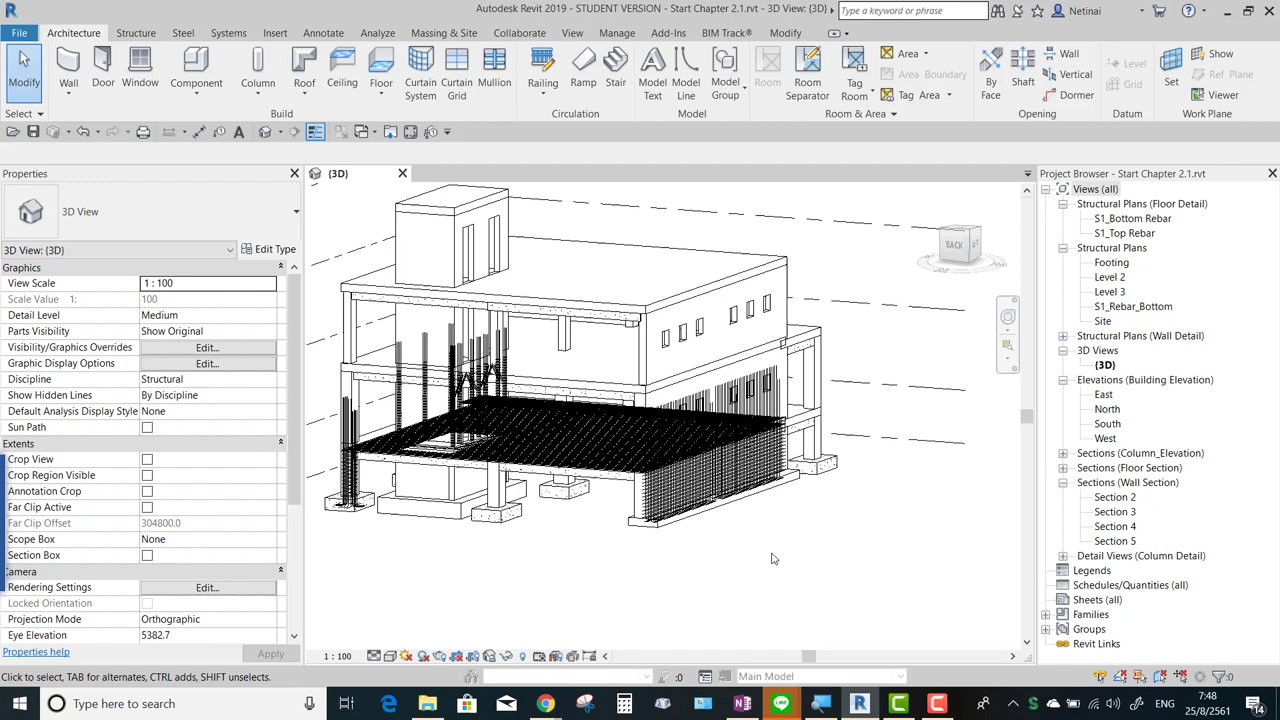 Autodesk Revit 2019 - STUDENT VERSION - Start Chapter 2.1.rvt - 3D View: {3D}
Type a keyword or phrase
Netinai
File
Architecture
Structure
Steel
Systems
Insert
Annotate
Analyze
Massing & Site
Collaborate
View
Manage
Add-Ins
BIM Track®
Modify
Modify
Wall
Door
Window
Component
Column
Roof
Ceiling
Floor
Curtain System
Curtain Grid
Mullion
Railing
Ramp
Stair
Model Text
Model Line
Model Group
Room
Room Separator
Tag Room
Area
Area Boundary
Tag Area
By Face
Shaft
Wall
Vertical
Dormer
Level
Grid
Set
Show
Ref Plane
Viewer
Select
Build
Circulation
Model
Room & Area
Opening
Datum
Work Plane
Properties
3D View
3D View: {3D}
Edit Type
Graphics
View Scale 1 : 100
Scale Value 1: 100
Detail Level Medium
Parts Visibility Show Original
Visibility/Graphics Overrides Edit...
Graphic Display Options Edit...
Discipline Structural
Show Hidden Lines By Discipline
Default Analysis Display Style None
Sun Path
Extents
Crop View
Crop Region Visible
Annotation Crop
Far Clip Active
Far Clip Offset 304800.0
Scope Box None
Section Box
Camera
Rendering Settings Edit...
Locked Orientation
Projection Mode Orthographic
Eye Elevation 5382.7
Properties help
Apply
{3D}
BACK
1 : 100
Project Browser - Start Chapter 2.1.rvt
Views (all)
Structural Plans (Floor Detail)
S1_Bottom Rebar
S1_Top Rebar
Structural Plans
Footing
Level 2
Level 3
S1_Rebar_Bottom
Site
Structural Plans (Wall Detail)
3D Views
{3D}
Elevations (Building Elevation)
East
North
South
West
Sections (Column_Elevation)
Sections (Floor Section)
Sections (Wall Section)
Section 2
Section 3
Section 4
Section 5
Detail Views (Column Detail)
Legends
Schedules/Quantities (all)
Sheets (all)
Families
Groups
Revit Links
Click to select, TAB for alternates, CTRL adds, SHIFT unselects.
:0
Main Model
:0
Type here to search
LINE
ENG
7:48
25/8/2561
4